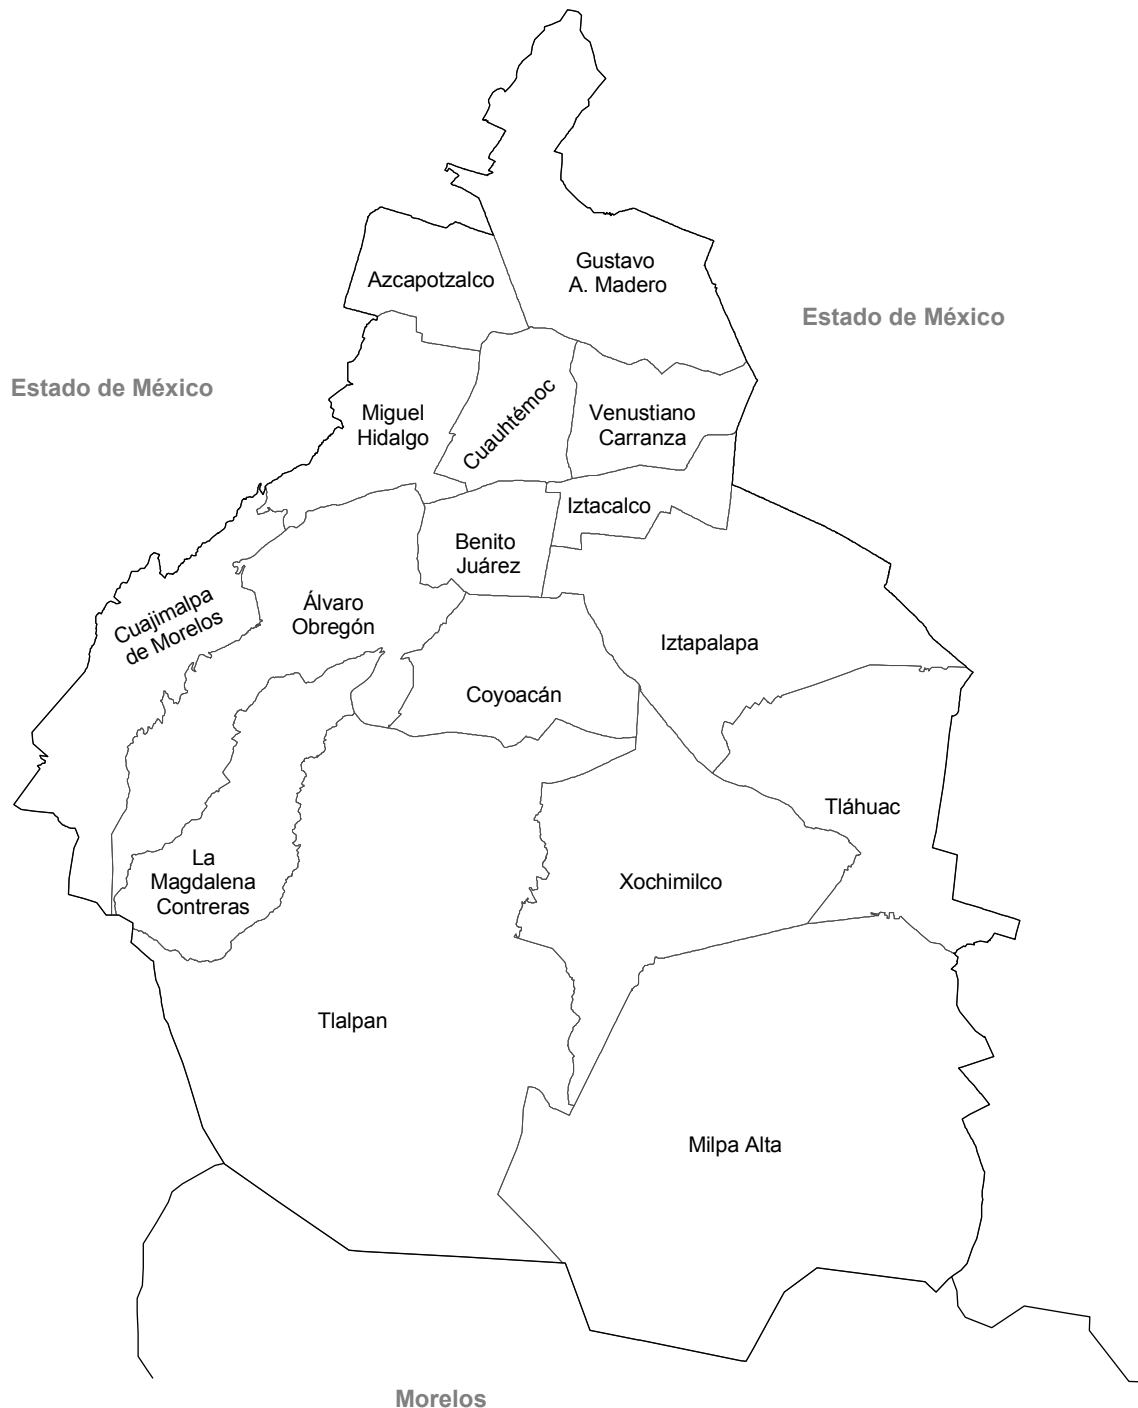 Gustavo
A. Madero
Azcapotzalco
Estado de México
Estado de México
Miguel
Hidalgo
Cuauhtémoc
Venustiano
Carranza
Iztacalco
Benito
Juárez
Cuajimalpa
de Morelos
Álvaro
Obregón
Iztapalapa
Coyoacán
Tláhuac
La
Magdalena
Contreras
Xochimilco
Tlalpan
Milpa Alta
Morelos